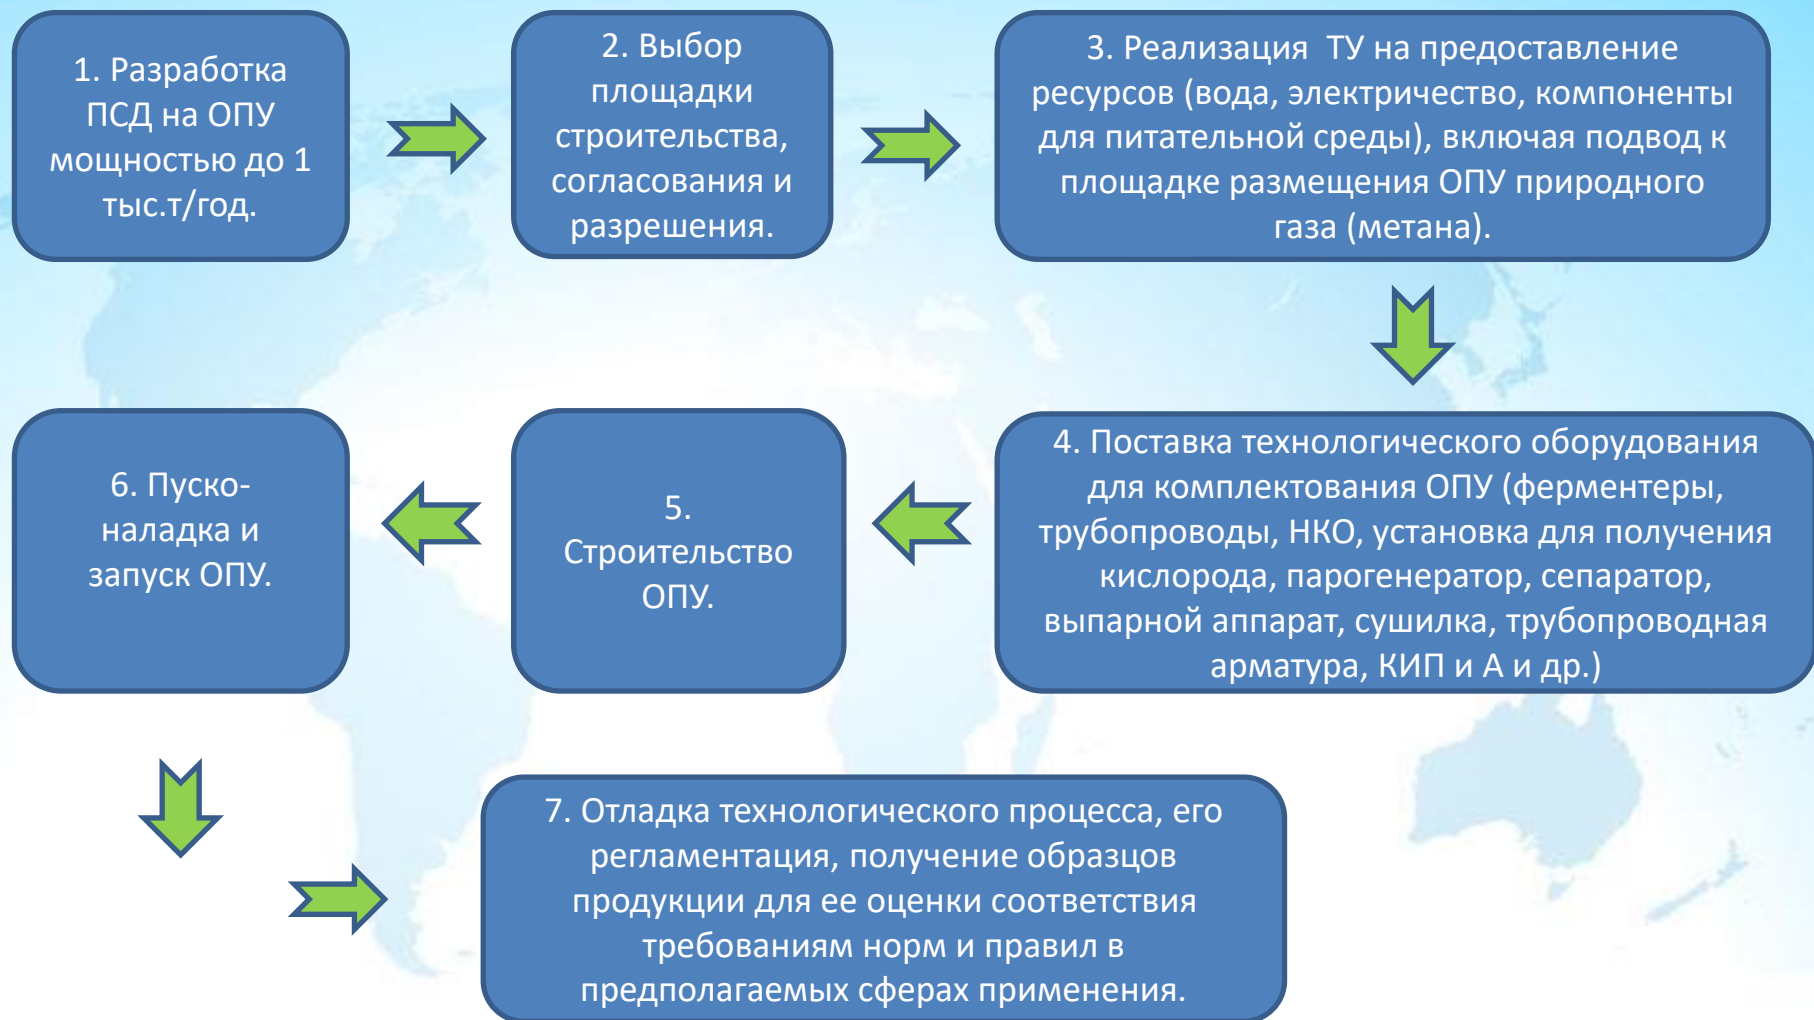 1. Разработка
ПСД на ОПУ
мощностью до 1
тыс.т/год.
2. Выбор
площадки
строительства,
согласования и
разрешения.
3. Реализация ТУ на предоставление
ресурсов (вода, электричество, компоненты
для питательной среды), включая подвод к
площадке размещения ОПУ природного
газа (метана).
4. Поставка технологического оборудования
для комплектования ОПУ (ферментеры,
трубопроводы, НКО, установка для получения
кислорода, парогенератор, сепаратор,
выпарной аппарат, сушилка, трубопроводная
арматура, КИП и А и др.)
5.
Строительство
ОПУ.
6. Пуско-
наладка и
запуск ОПУ.
7. Отладка технологического процесса, его
регламентация, получение образцов
продукции для ее оценки соответствия
требованиям норм и правил в
предполагаемых сферах применения.